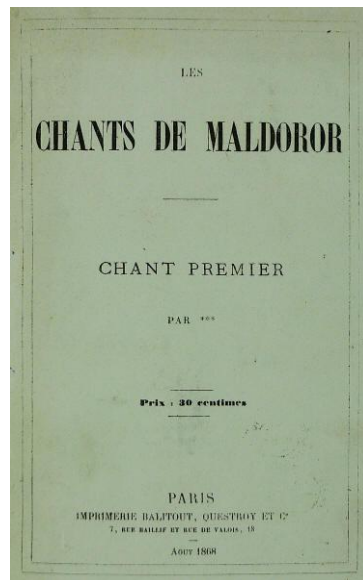 LES
CHANTS DE MALDOROR
CHANT PREMIER
PAR ***
Prix : 30 centimes
PARIS
IMPRIMERIE BALITOUT, QUESTROY ET Cᵉ
7, RUE BAILLIF ET RUE DE VALOIS, 18
AOUT 1868